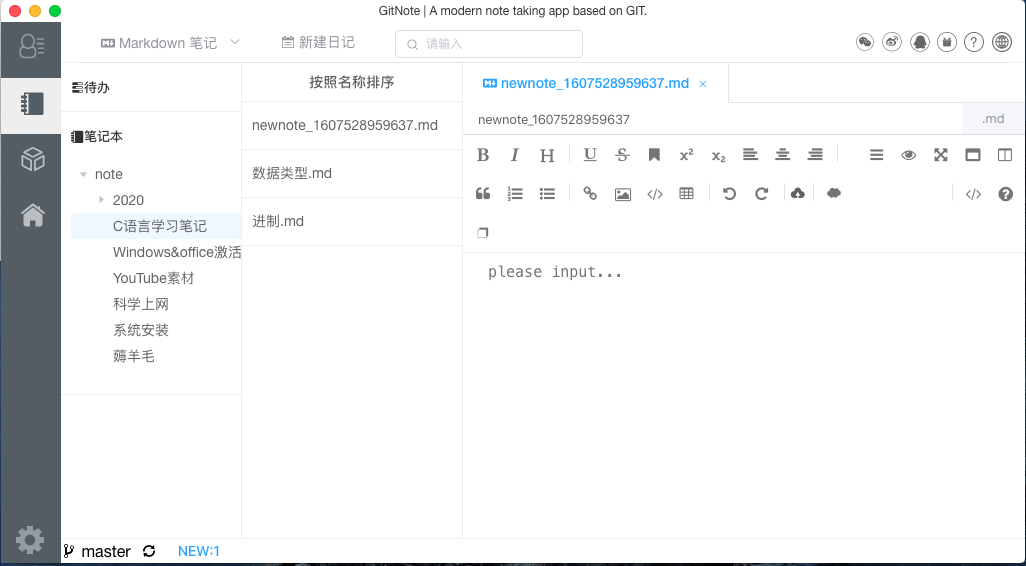 GitNote | A modern note taking app based on GIT.
Markdown 笔记
新建日记
请输入
待办
笔记本
note
2020
C语言学习笔记
Windows&office激活
YouTube素材
科学上网
系统安装
薅羊毛
按照名称排序
newnote_1607528959637.md
数据类型.md
进制.md
newnote_1607528959637.md ×
newnote_1607528959637
.md
please input...
master
NEW:1